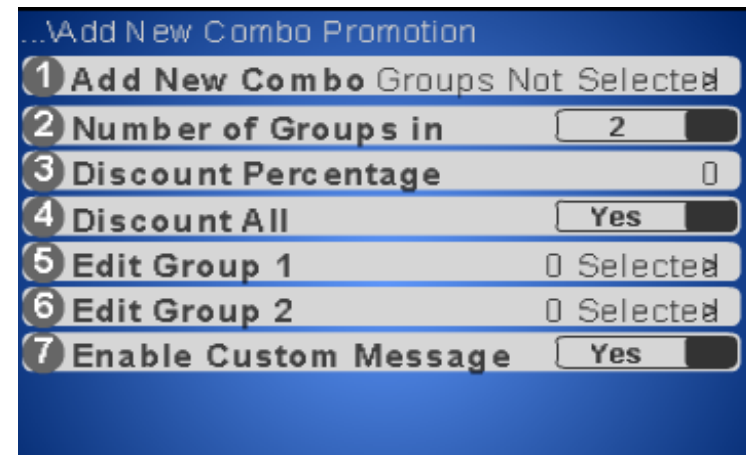 ...\Add New Combo Promotion
1 Add New Combo Groups Not Selected
2 Number of Groups in 2
3 Discount Percentage 0
4 Discount All Yes
5 Edit Group 1 0 Selected
6 Edit Group 2 0 Selected
7 Enable Custom Message Yes